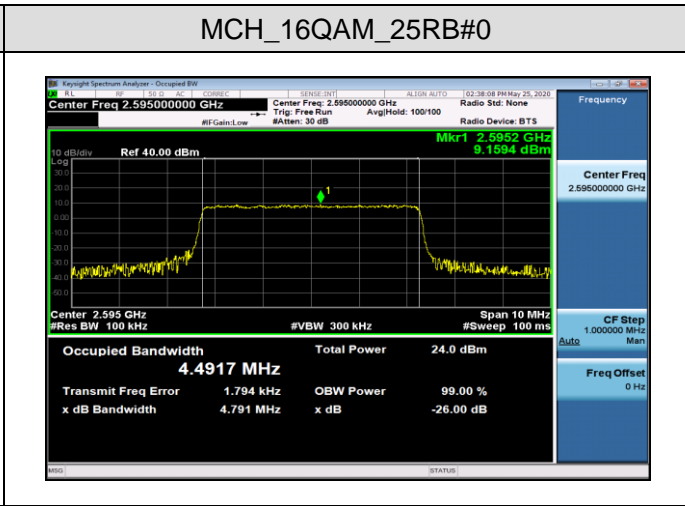 MCH_16QAM_25RB#0
Keysight Spectrum Analyzer - Occupied BW
RL RF 50 Ω AC CORREC SENSE:INT ALIGN AUTO 02:38:08 PM May 25, 2020
Center Freq 2.595000000 GHz
Center Freq: 2.595000000 GHz Radio Std: None
Trig: Free Run Avg|Hold: 100/100
#IFGain:Low #Atten: 30 dB Radio Device: BTS
Frequency
Mkr1 2.5952 GHz
9.1594 dBm
10 dB/div Ref 40.00 dBm
Log
30.0
20.0
10.0
0.00
-10.0
-20.0
-30.0
-40.0
-50.0
1
Center 2.595 GHz Span 10 MHz
#Res BW 100 kHz #VBW 300 kHz #Sweep 100 ms
Occupied Bandwidth Total Power 24.0 dBm
4.4917 MHz
Transmit Freq Error 1.794 kHz OBW Power 99.00 %
x dB Bandwidth 4.791 MHz x dB -26.00 dB
Center Freq
2.595000000 GHz
CF Step
1.000000 MHz
Auto Man
Freq Offset
0 Hz
MSG STATUS